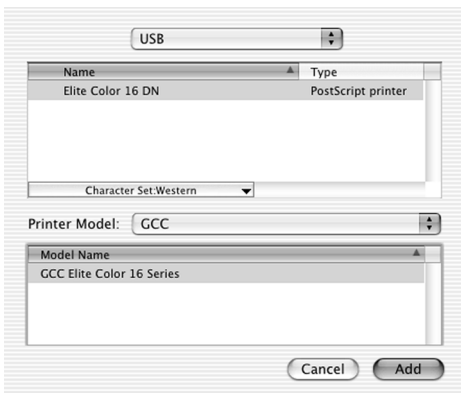 USB
Name Type
Elite Color 16 DN PostScript printer
Character Set:Western
Printer Model: GCC
Model Name
GCC Elite Color 16 Series
Cancel Add